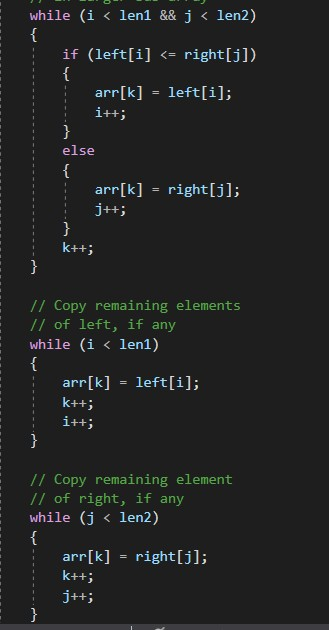 while (i < len1 && j < len2)
{
if (left[i] <= right[j])
{
arr[k] = left[i];
i++;
}
else
{
arr[k] = right[j];
j++;
}
k++;
}
// Copy remaining elements
// of left, if any
while (i < len1)
{
arr[k] = left[i];
k++;
i++;
}
// Copy remaining element
// of right, if any
while (j < len2)
{
arr[k] = right[j];
k++;
j++;
}